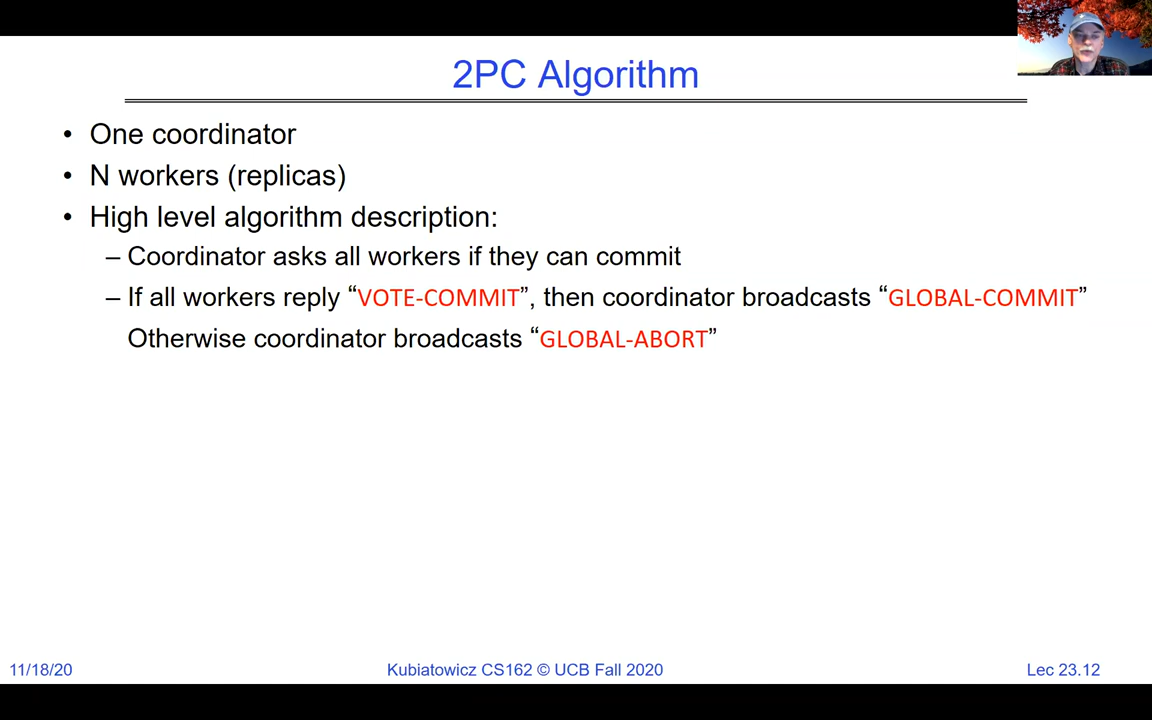 2PC Algorithm
• One coordinator
• N workers (replicas)
• High level algorithm description:
– Coordinator asks all workers if they can commit
– If all workers reply “VOTE-COMMIT”, then coordinator broadcasts “GLOBAL-COMMIT”
Otherwise coordinator broadcasts “GLOBAL-ABORT”
11/18/20
Kubiatowicz CS162 © UCB Fall 2020
Lec 23.12